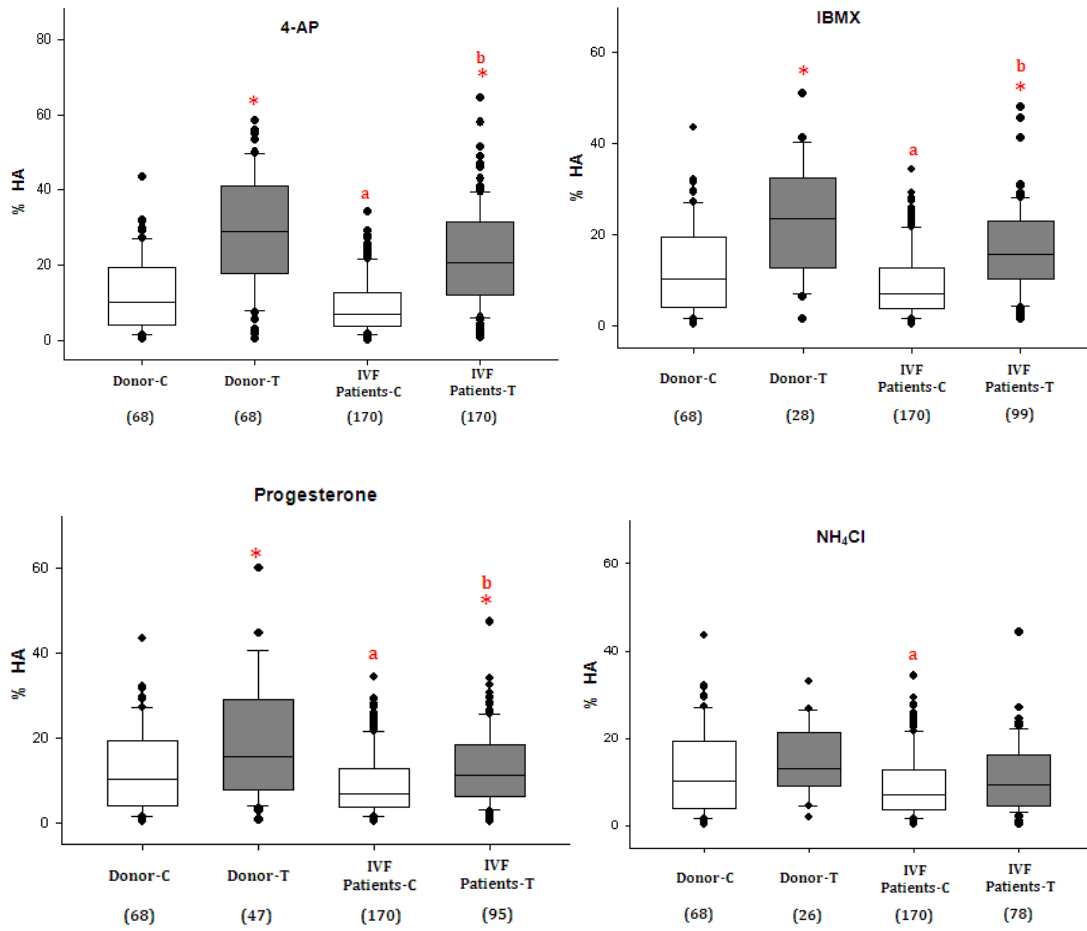 4-AP
80
60
40
20
0
% HA
*
a
b
*
Donor-C
Donor-T
IVF
Patients-C
IVF
Patients-T
(68)
(68)
(170)
(170)
IBMX
60
40
20
0
% HA
*
a
b
*
Donor-C
Donor-T
IVF
Patients-C
IVF
Patients-T
(68)
(28)
(170)
(99)
Progesterone
60
40
20
0
% HA
*
a
b
*
Donor-C
Donor-T
IVF
Patients-C
IVF
Patients-T
(68)
(47)
(170)
(95)
NH₄Cl
60
40
20
0
% HA
a
Donor-C
Donor-T
IVF
Patients-C
IVF
Patients-T
(68)
(26)
(170)
(78)